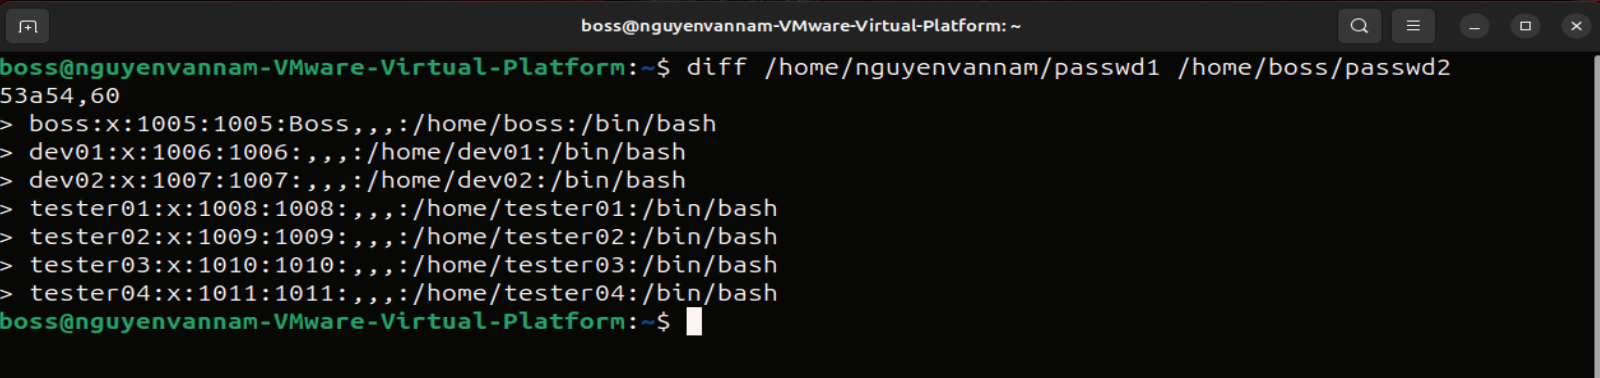 boss@nguyenvannam-VMware-Virtual-Platform: ~
boss@nguyenvannam-VMware-Virtual-Platform:~$ diff /home/nguyenvannam/passwd1 /home/boss/passwd2
53a54,60
> boss:x:1005:1005:Boss,,,:/home/boss:/bin/bash
> dev01:x:1006:1006:,,,:/home/dev01:/bin/bash
> dev02:x:1007:1007:,,,:/home/dev02:/bin/bash
> tester01:x:1008:1008:,,,:/home/tester01:/bin/bash
> tester02:x:1009:1009:,,,:/home/tester02:/bin/bash
> tester03:x:1010:1010:,,,:/home/tester03:/bin/bash
> tester04:x:1011:1011:,,,:/home/tester04:/bin/bash
boss@nguyenvannam-VMware-Virtual-Platform:~$